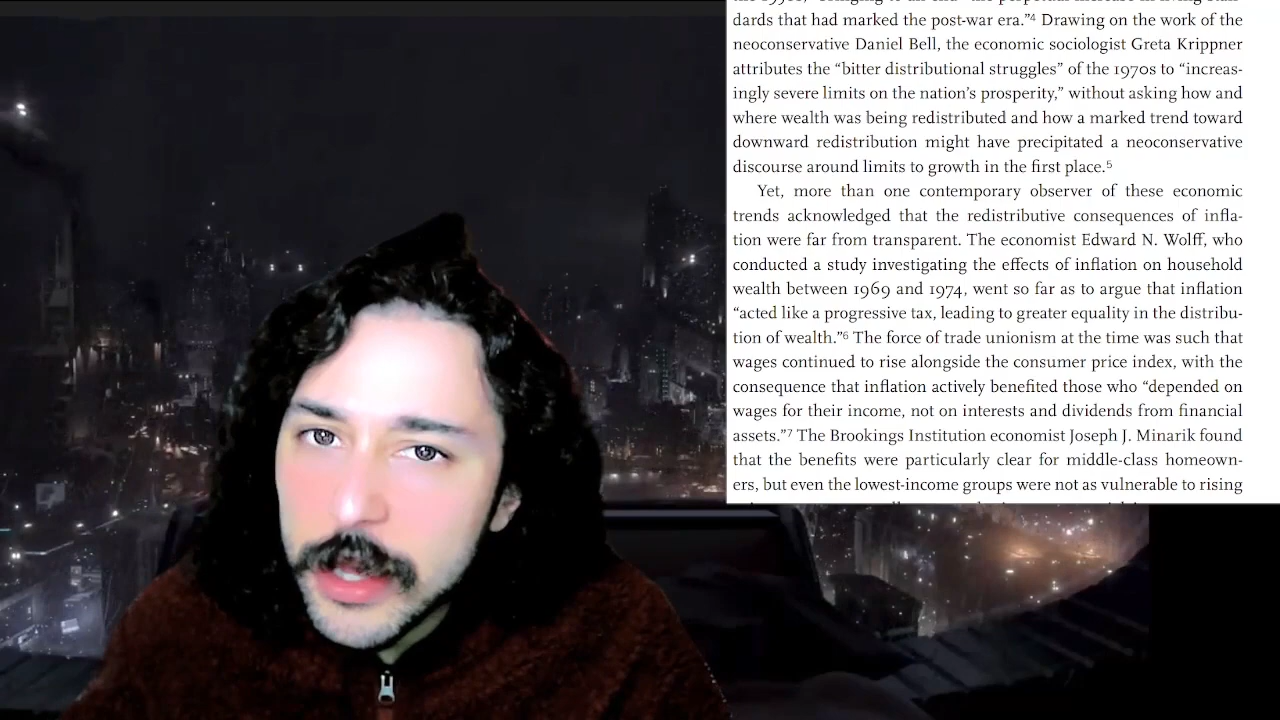 dards that had marked the post-war era.”⁴ Drawing on the work of the
neoconservative Daniel Bell, the economic sociologist Greta Krippner
attributes the “bitter distributional struggles” of the 1970s to “increas-
ingly severe limits on the nation’s prosperity,” without asking how and
where wealth was being redistributed and how a marked trend toward
downward redistribution might have precipitated a neoconservative
discourse around limits to growth in the first place.⁵
Yet, more than one contemporary observer of these economic
trends acknowledged that the redistributive consequences of infla-
tion were far from transparent. The economist Edward N. Wolff, who
conducted a study investigating the effects of inflation on household
wealth between 1969 and 1974, went so far as to argue that inflation
“acted like a progressive tax, leading to greater equality in the distribu-
tion of wealth.”⁶ The force of trade unionism at the time was such that
wages continued to rise alongside the consumer price index, with the
consequence that inflation actively benefited those who “depended on
wages for their income, not on interests and dividends from financial
assets.”⁷ The Brookings Institution economist Joseph J. Minarik found
that the benefits were particularly clear for middle-class homeown-
ers, but even the lowest-income groups were not as vulnerable to rising